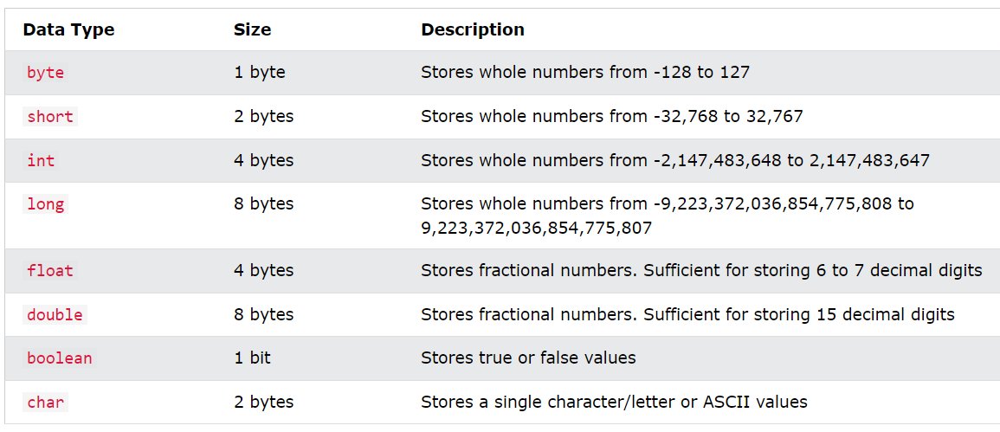 Data Type Size Description
byte 1 byte Stores whole numbers from -128 to 127
short 2 bytes Stores whole numbers from -32,768 to 32,767
int 4 bytes Stores whole numbers from -2,147,483,648 to 2,147,483,647
long 8 bytes Stores whole numbers from -9,223,372,036,854,775,808 to
9,223,372,036,854,775,807
float 4 bytes Stores fractional numbers. Sufficient for storing 6 to 7 decimal digits
double 8 bytes Stores fractional numbers. Sufficient for storing 15 decimal digits
boolean 1 bit Stores true or false values
char 2 bytes Stores a single character/letter or ASCII values